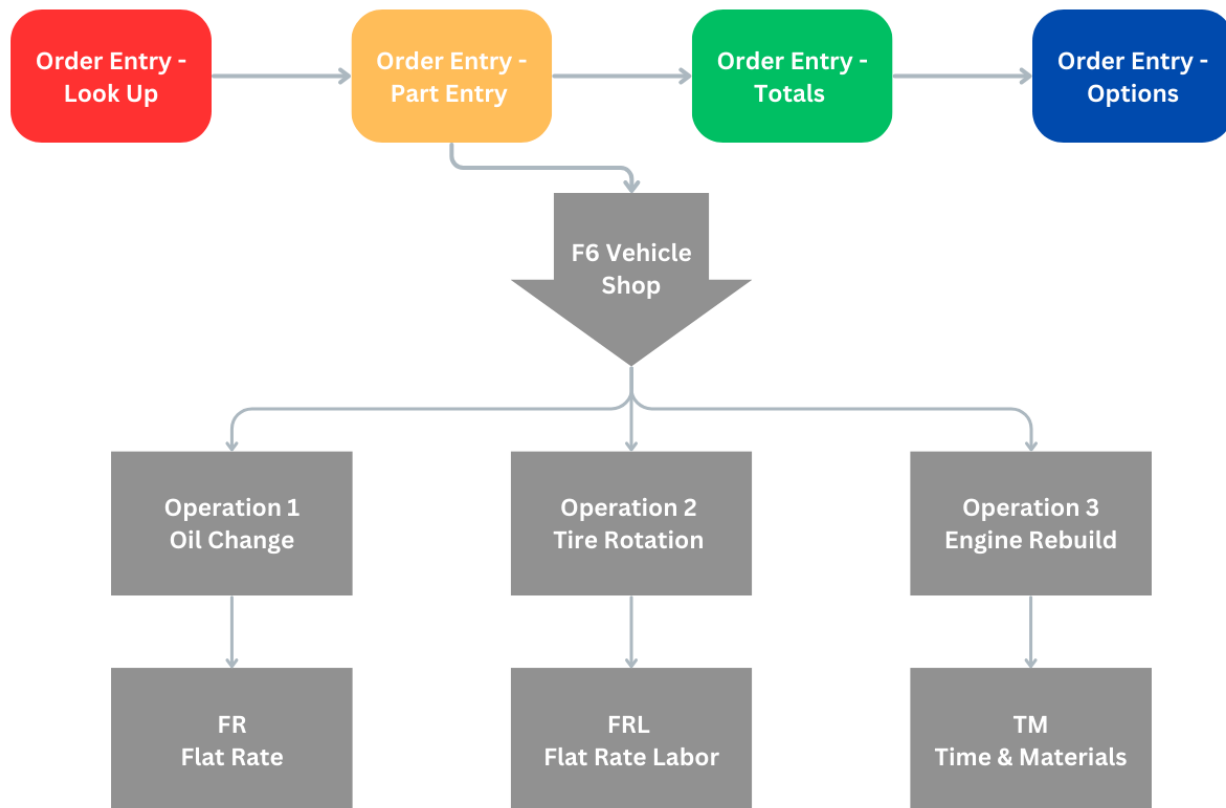 Order Entry -
Look Up
Order Entry -
Part Entry
Order Entry -
Totals
Order Entry -
Options
F6 Vehicle
Shop
Operation 1
Oil Change
Operation 2
Tire Rotation
Operation 3
Engine Rebuild
FR
Flat Rate
FRL
Flat Rate Labor
TM
Time & Materials